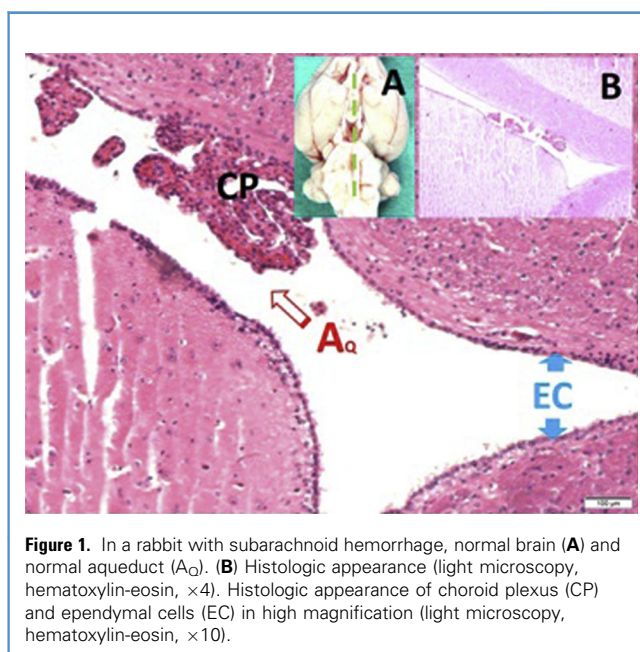 A
B
CP
A_Q
EC
100 µm
Figure 1. In a rabbit with subarachnoid hemorrhage, normal brain (A) and
normal aqueduct (A_Q). (B) Histologic appearance (light microscopy,
hematoxylin-eosin, ×4). Histologic appearance of choroid plexus (CP)
and ependymal cells (EC) in high magnification (light microscopy,
hematoxylin-eosin, ×10).